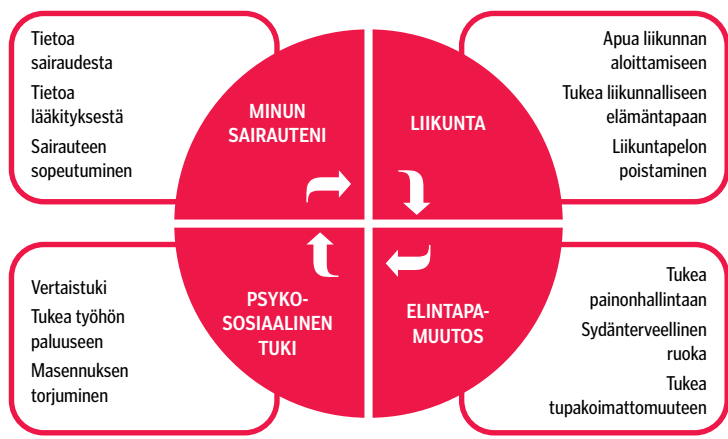 Tietoa
sairaudesta
Tietoa
lääkityksestä
Sairauteen
sopeutuminen
MINUN
SAIRAUTENI
LIIKUNTA
Apua liikunnan
aloittamiseen
Tukea liikunnalliseen
elämäntapaan
Liikuntapelon
poistaminen
Vertaistuki
Tukea työhön
paluuseen
Masennuksen
torjuminen
PSYKO-
SOSIAALINEN
TUKI
ELINTAPA-
MUUTOS
Tukea
painonhallintaan
Sydänterveellinen
ruoka
Tukea
tupakoimattomuuteen